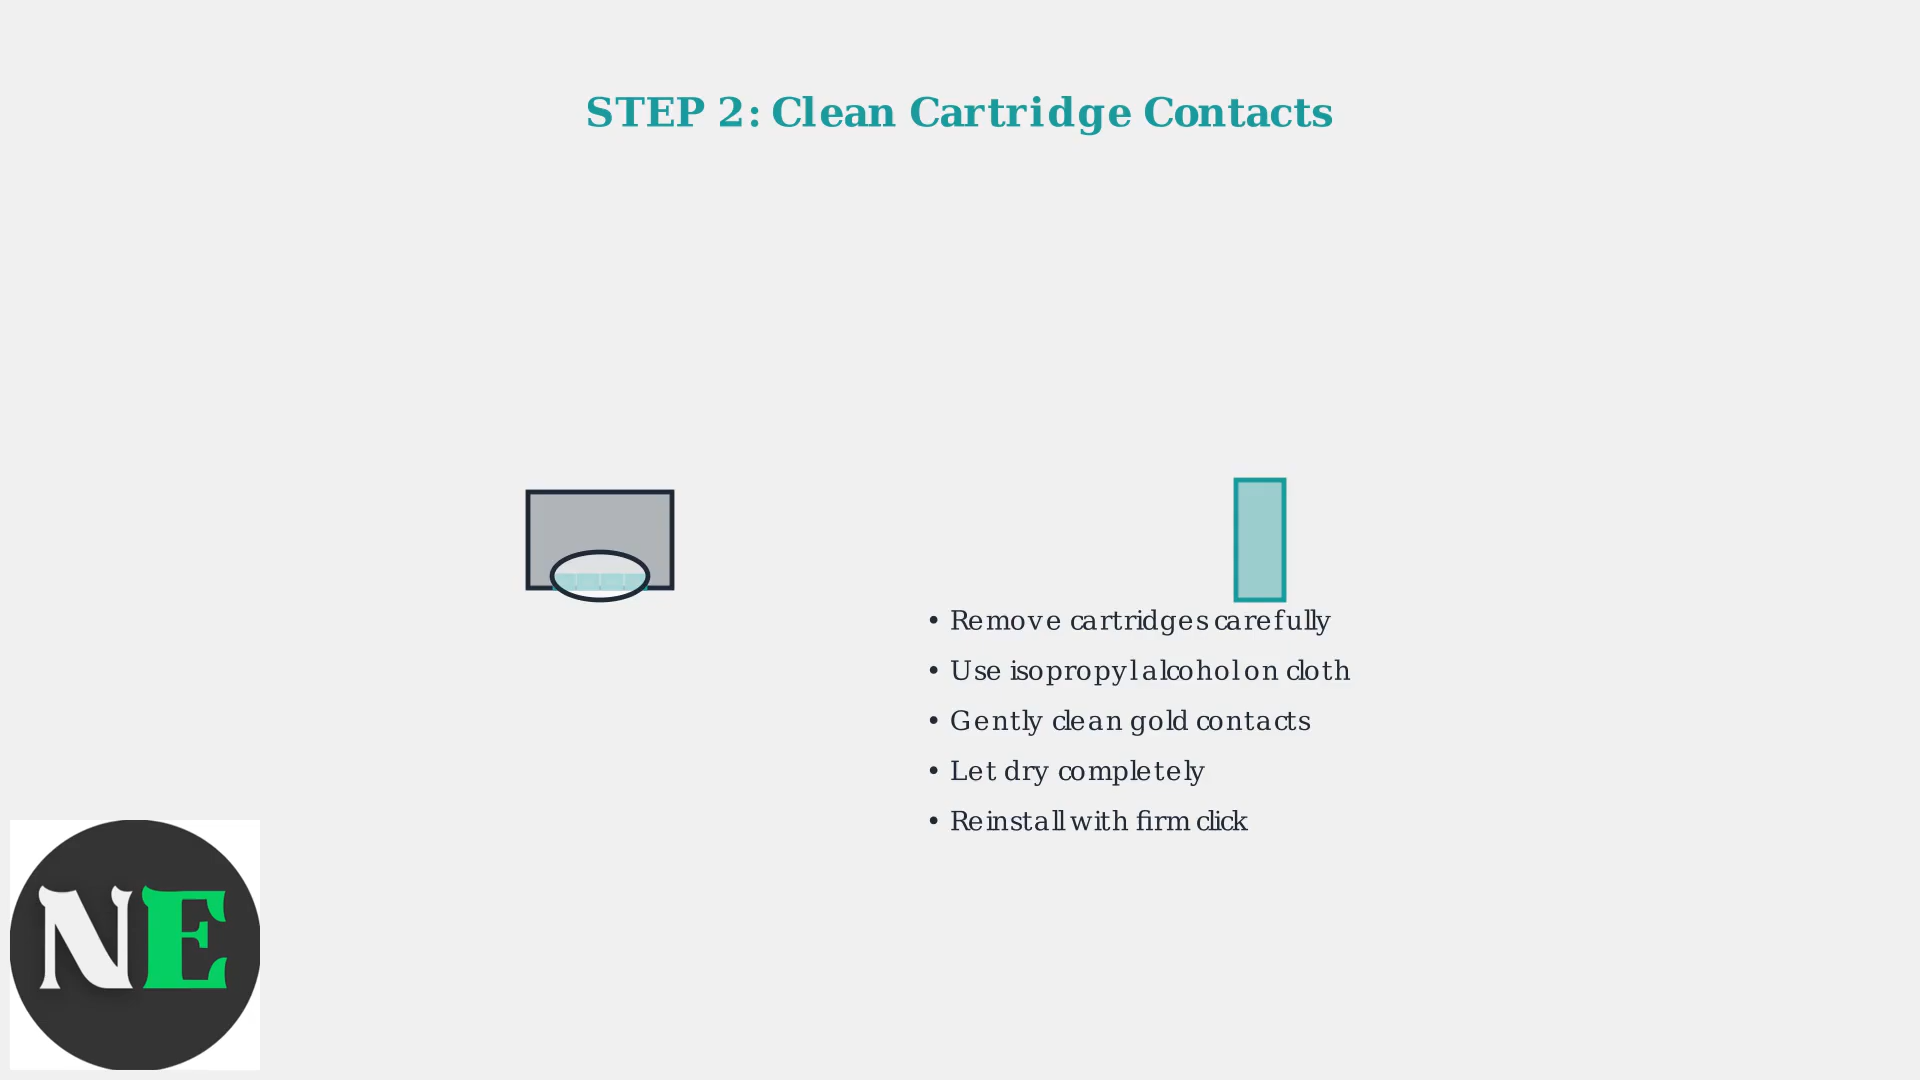 STEP 2: Clean Cartridge Contacts
• Remove cartridges carefully
• Use isopropyl alcohol on cloth
• Gently clean gold contacts
• Let dry completely
• Reinstall with firm click
NE